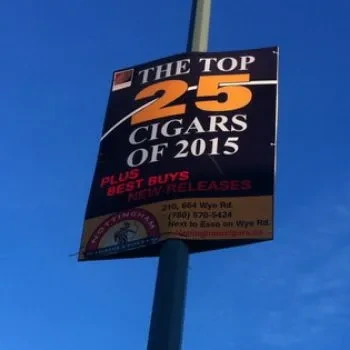 THE TOP
25
CIGARS
OF 2015
PLUS
BEST BUYS
NEW RELEASES
210, 664 Wye Rd.
(780) 570-5424
Next to Esso on Wye Rd.
NOTTINGHAM